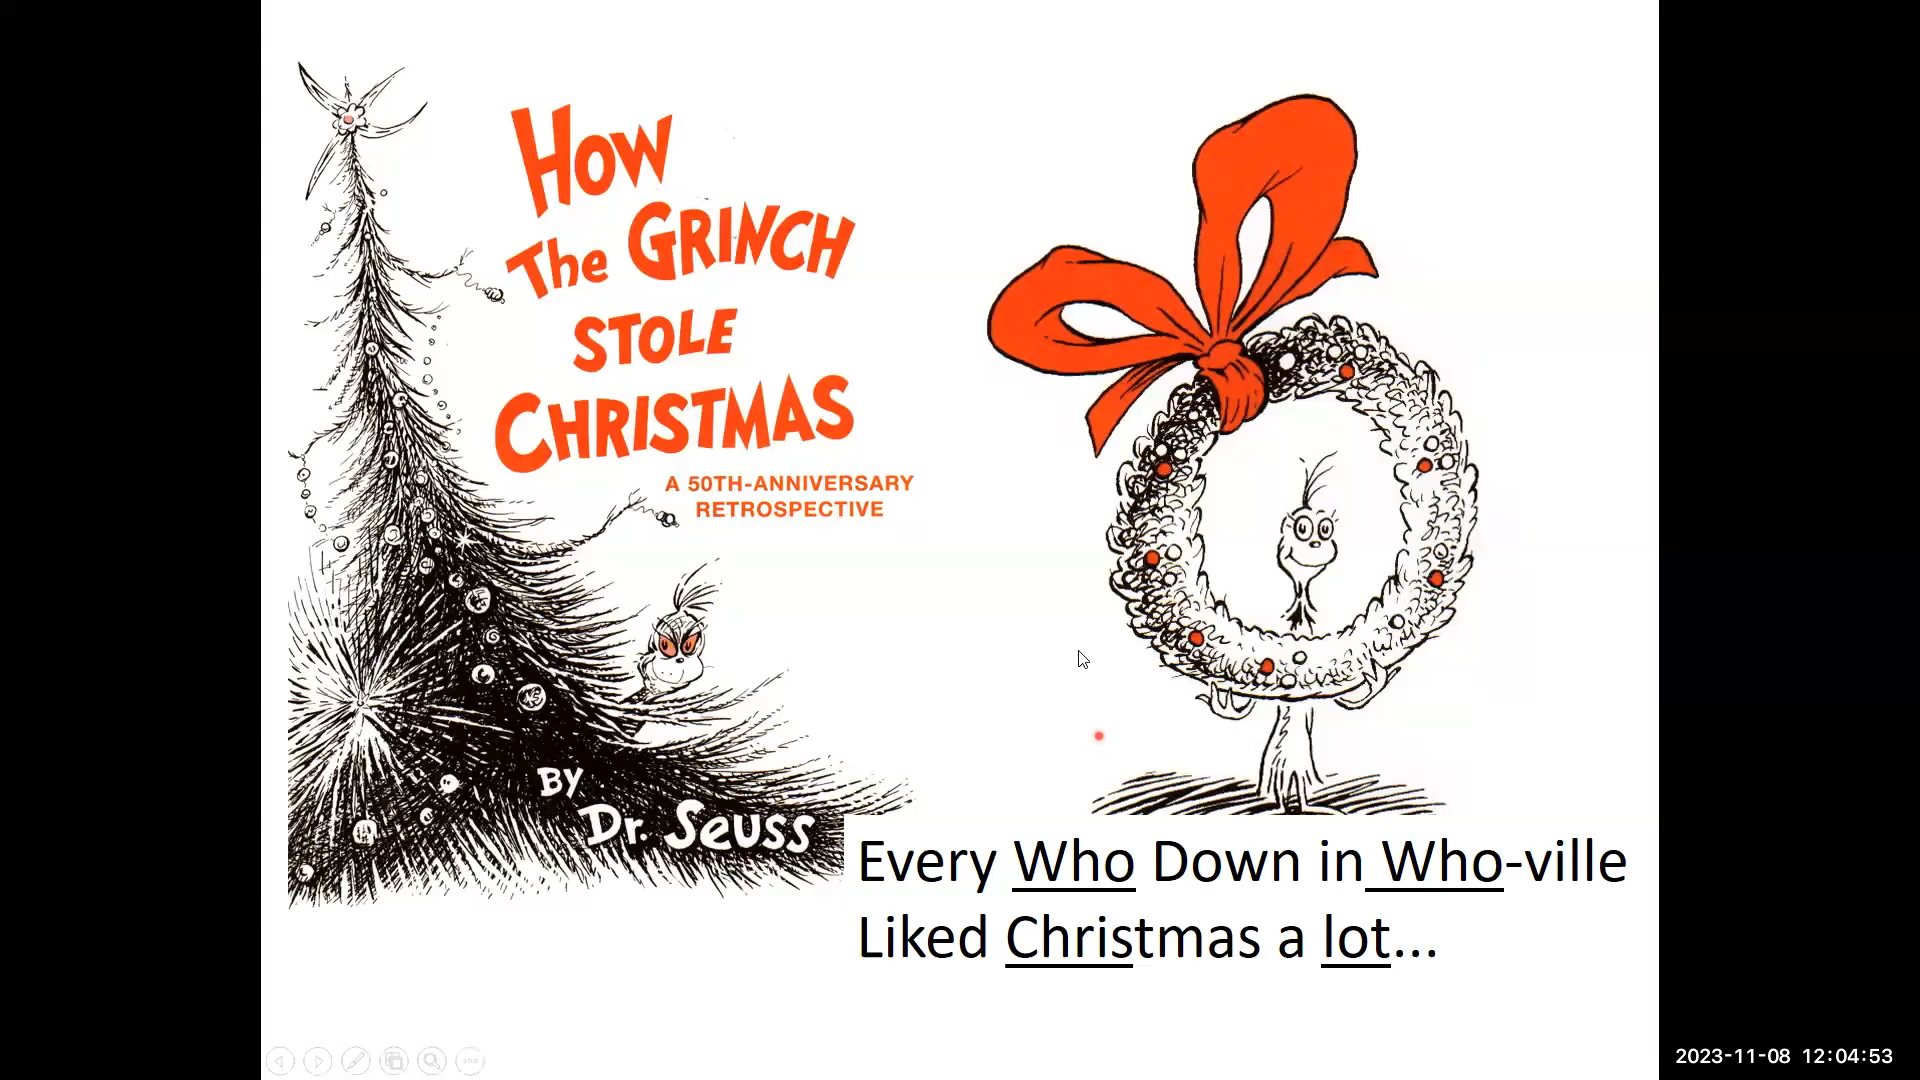 How
The GRINCH
STOLE
CHRISTMAS
A 50TH-ANNIVERSARY
RETROSPECTIVE
By
Dr. Seuss
Every Who Down in Who-ville
Liked Christmas a lot...
2023-11-08 12:04:53